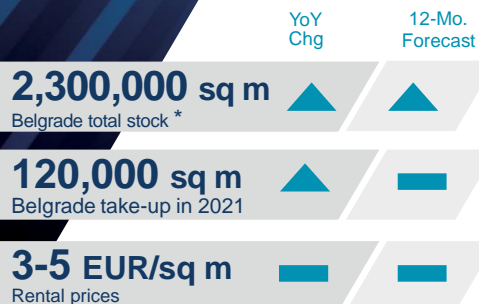 YoY
Chg
12-Mo.
Forecast
2,300,000 sq m
Belgrade total stock *
120,000 sq m
Belgrade take-up in 2021
3-5 EUR/sq m
Rental prices